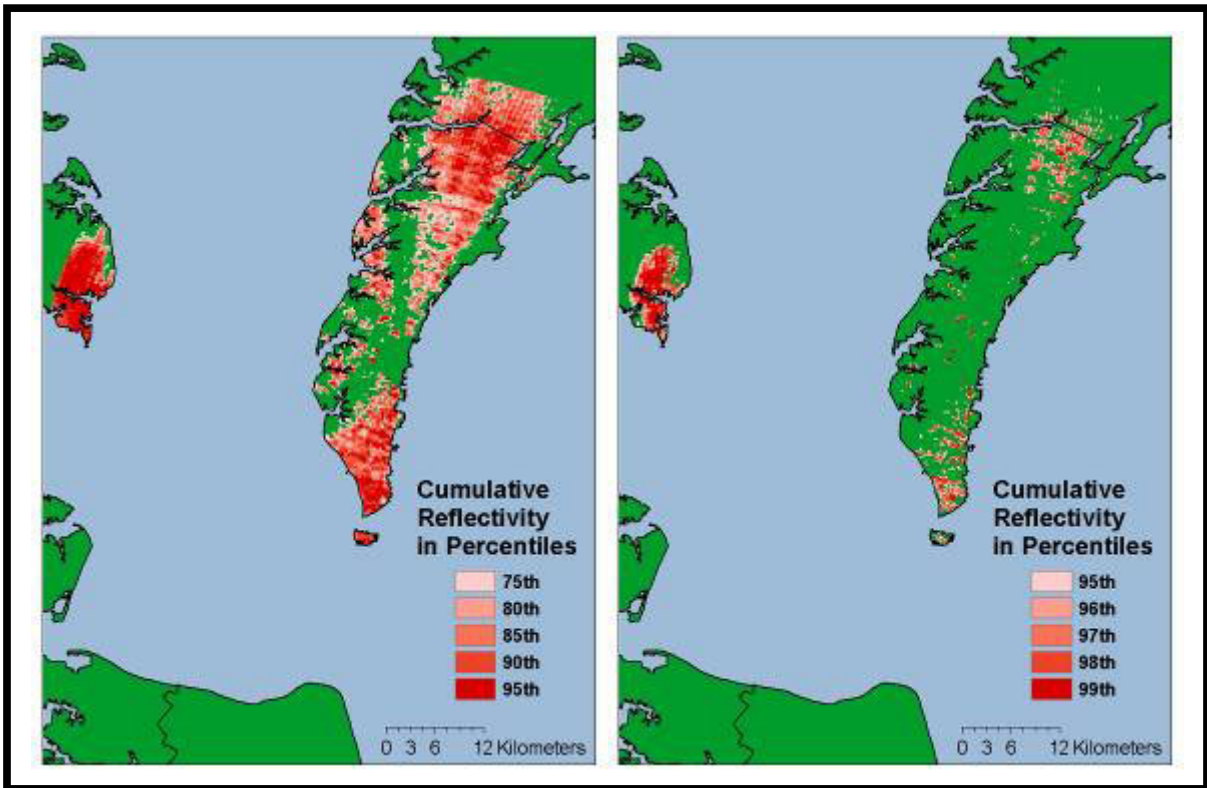 Cumulative
Reflectivity
in Percentiles
75th
80th
85th
90th
95th
0 3 6 12 Kilometers
Cumulative
Reflectivity
in Percentiles
95th
96th
97th
98th
99th
0 3 6 12 Kilometers